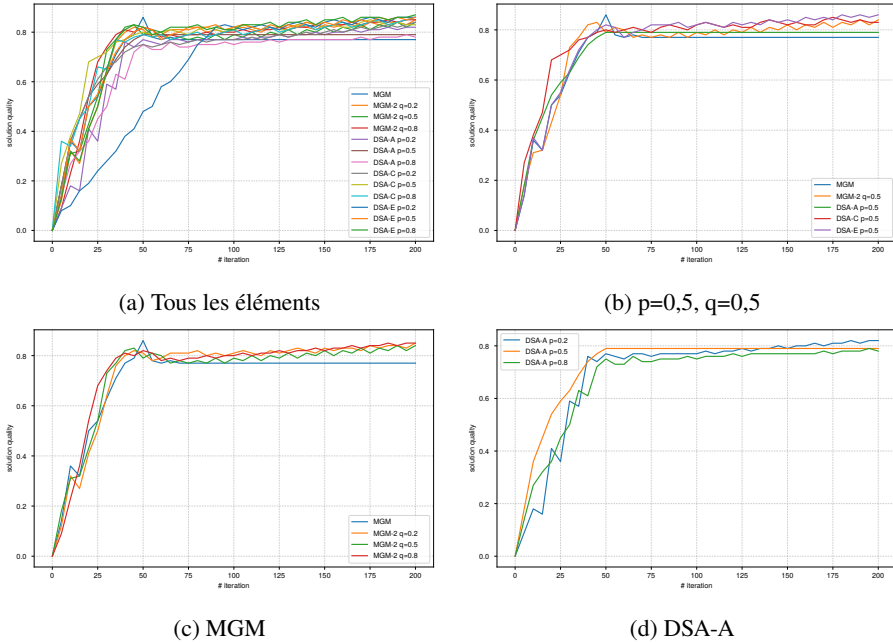 solution quality
0.8
0.6
0.4
0.2
0.0
0 25 50 75 100 125 150 175 200
# iteration
MGM
MGM-2 q=0.2
MGM-2 q=0.5
MGM-2 q=0.8
DSA-A p=0.2
DSA-A p=0.5
DSA-A p=0.8
DSA-C p=0.2
DSA-C p=0.5
DSA-C p=0.8
DSA-E p=0.2
DSA-E p=0.5
DSA-E p=0.8
(a) Tous les éléments
solution quality
0.8
0.6
0.4
0.2
0.0
0 25 50 75 100 125 150 175 200
# iteration
MGM
MGM-2 q=0.5
DSA-A p=0.5
DSA-C p=0.5
DSA-E p=0.5
(b) p=0,5, q=0,5
solution quality
0.8
0.6
0.4
0.2
0.0
0 25 50 75 100 125 150 175 200
# iteration
MGM
MGM-2 q=0.2
MGM-2 q=0.5
MGM-2 q=0.8
(c) MGM
solution quality
0.8
0.6
0.4
0.2
0.0
0 25 50 75 100 125 150 175 200
# iteration
DSA-A p=0.2
DSA-A p=0.5
DSA-A p=0.8
(d) DSA-A